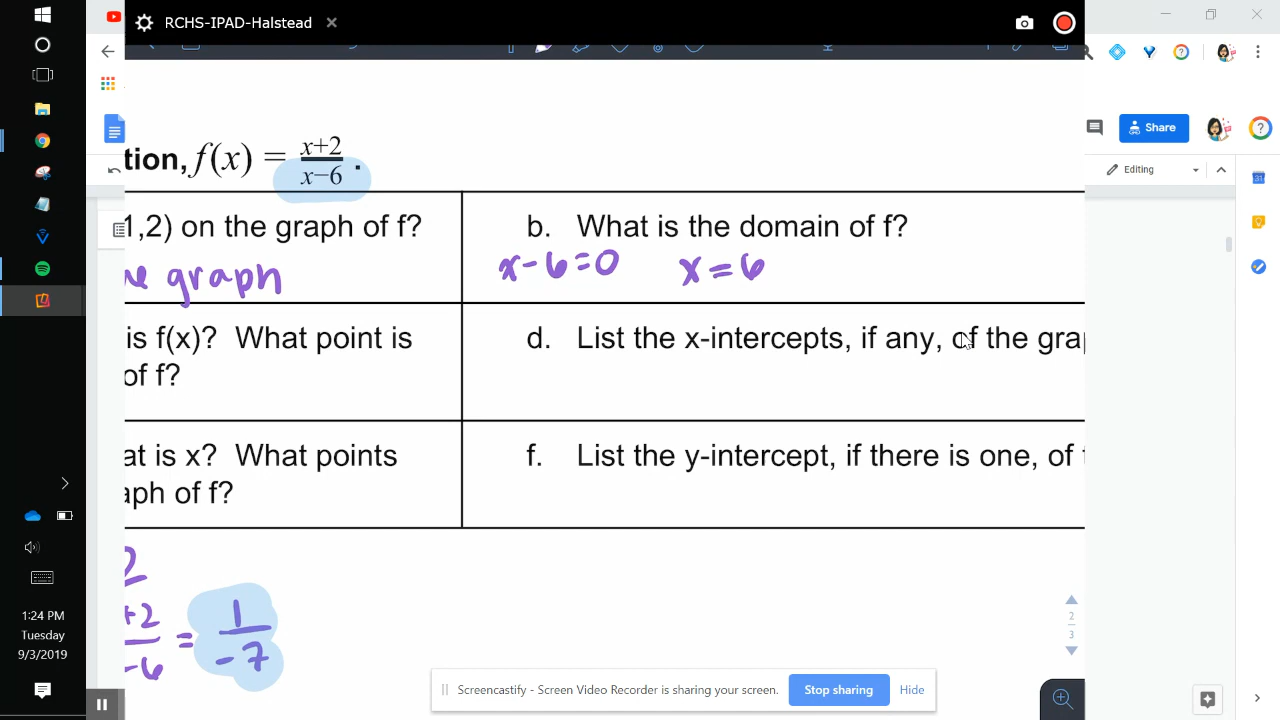 RCHS-IPAD-Halstead
Share
Editing
tion, f(x) = x+2 / x−6 .
1,2) on the graph of f?
b. What is the domain of f?
graph
x-6=0 x=6
is f(x)? What point is
of f?
d. List the x-intercepts, if any, of the grap
at is x? What points
aph of f?
f. List the y-intercept, if there is one, of
2
+2 / -6 = 1 / -7
2
3
1:24 PM
Tuesday
9/3/2019
Screencastify - Screen Video Recorder is sharing your screen.
Stop sharing
Hide